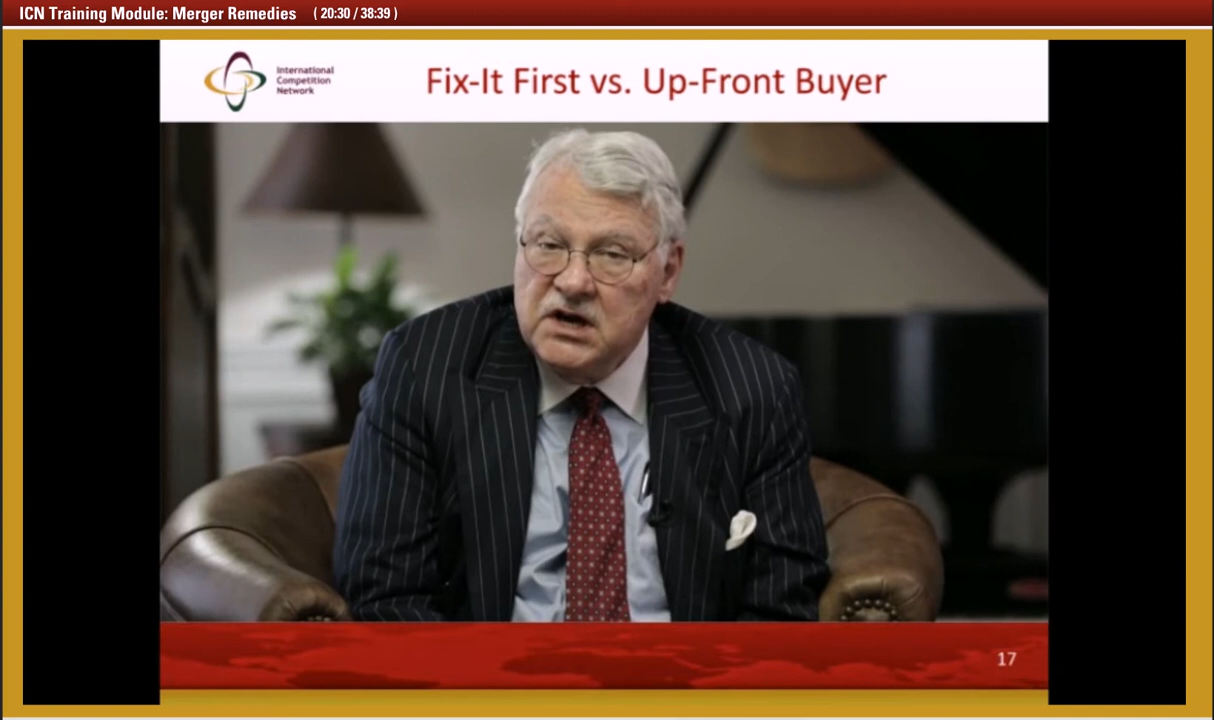 ICN Training Module: Merger Remedies ( 20:30 / 38:39 )
International
Competition
Network
Fix-It First vs. Up-Front Buyer
17